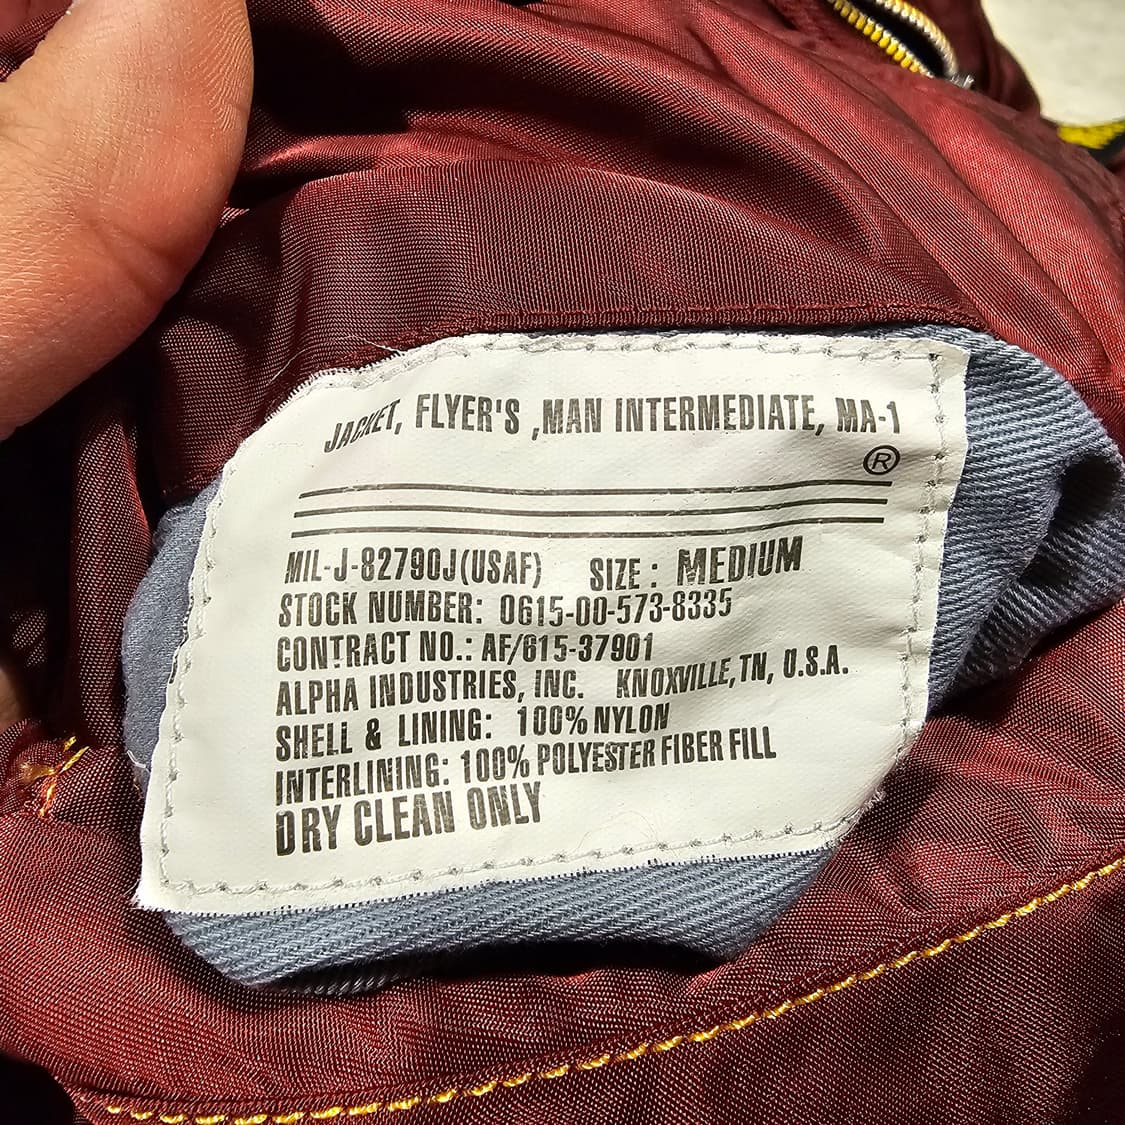 JACKET, FLYER'S ,MAN INTERMEDIATE, MA-1
®
MIL-J-82790J(USAF) SIZE : MEDIUM
STOCK NUMBER: 0615-00-573-8335
CONTRACT NO.: AF/615-37901
ALPHA INDUSTRIES, INC. KNOXVILLE, TN, U.S.A.
SHELL & LINING: 100% NYLON
INTERLINING: 100% POLYESTER FIBER FILL
DRY CLEAN ONLY